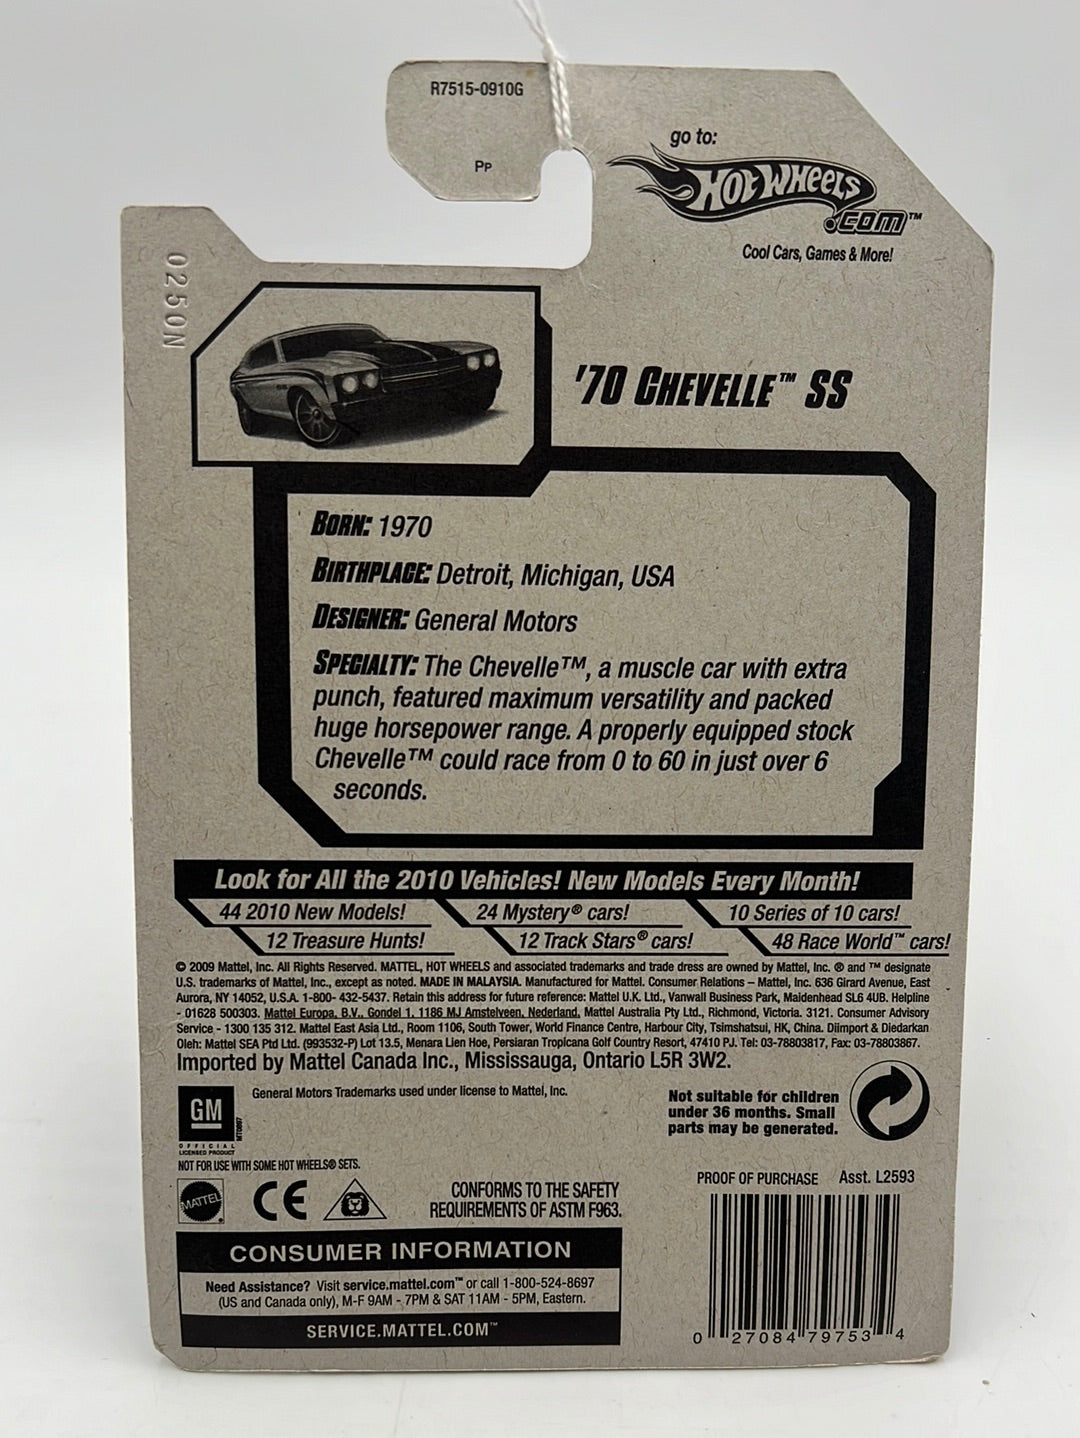 R7515-0910G
Pp
go to:
HOT WHEELS
.COM™
Cool Cars, Games & More!
0250N
'70 CHEVELLE™ SS
BORN: 1970
BIRTHPLACE: Detroit, Michigan, USA
DESIGNER: General Motors
SPECIALTY: The Chevelle™, a muscle car with extra
punch, featured maximum versatility and packed
huge horsepower range. A properly equipped stock
Chevelle™ could race from 0 to 60 in just over 6
seconds.
Look for All the 2010 Vehicles! New Models Every Month!
44 2010 New Models! 24 Mystery® cars! 10 Series of 10 cars!
12 Treasure Hunts! 12 Track Stars® cars! 48 Race World™ cars!
© 2009 Mattel, Inc. All Rights Reserved. MATTEL, HOT WHEELS and associated trademarks and trade dress are owned by Mattel, Inc. ® and ™ designate
U.S. trademarks of Mattel, Inc., except as noted. MADE IN MALAYSIA. Manufactured for Mattel. Consumer Relations – Mattel, Inc. 636 Girard Avenue, East
Aurora, NY 14052, U.S.A. 1-800- 432-5437. Retain this address for future reference: Mattel U.K. Ltd., Vanwall Business Park, Maidenhead SL6 4UB. Helpline
- 01628 500303. Mattel Europa, B.V., Gondel 1, 1186 MJ Amstelveen, Nederland. Mattel Australia Pty Ltd., Richmond, Victoria. 3121. Consumer Advisory
Service - 1300 135 312. Mattel East Asia Ltd., Room 1106, South Tower, World Finance Centre, Harbour City, Tsimshatsui, HK, China. Diimport & Diedarkan
Oleh: Mattel SEA Ptd Ltd. (993532-P) Lot 13.5, Menara Lien Hoe, Persiaran Tropicana Golf Country Resort, 47410 PJ. Tel: 03-78803817, Fax: 03-78803867.
Imported by Mattel Canada Inc., Mississauga, Ontario L5R 3W2.
GM
OFFICIAL
LICENSED PRODUCT
MT0807
General Motors Trademarks used under license to Mattel, Inc.
Not suitable for children
under 36 months. Small
parts may be generated.
NOT FOR USE WITH SOME HOT WHEELS® SETS.
MATTEL®
CE
CONFORMS TO THE SAFETY
REQUIREMENTS OF ASTM F963.
PROOF OF PURCHASE Asst. L2593
CONSUMER INFORMATION
Need Assistance? Visit service.mattel.com™ or call 1-800-524-8697
(US and Canada only), M-F 9AM - 7PM & SAT 11AM - 5PM, Eastern.
SERVICE.MATTEL.COM™
0 27084 79753 4